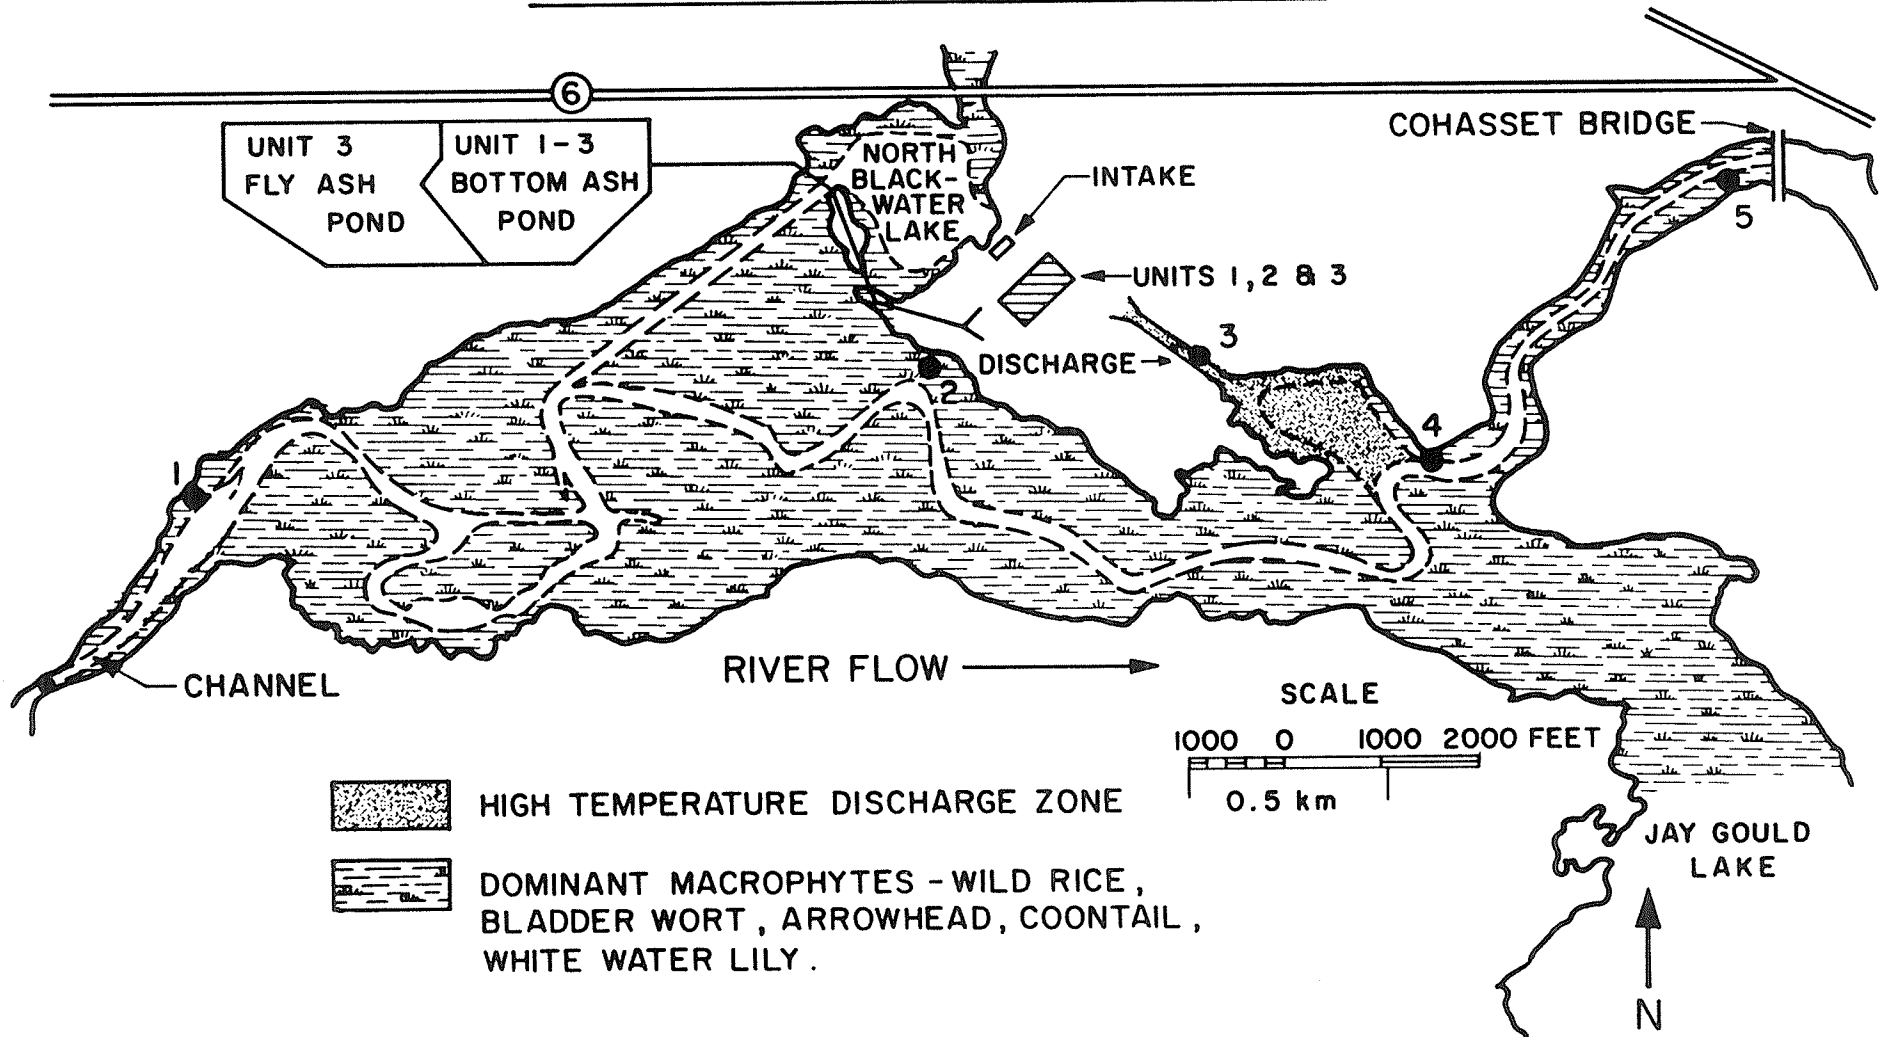 6
UNIT 3
FLY ASH
POND
UNIT 1-3
BOTTOM ASH
POND
NORTH
BLACK-
WATER
LAKE
INTAKE
COHASSET BRIDGE
UNITS 1, 2 & 3
DISCHARGE
1
2
3
4
5
CHANNEL
RIVER FLOW
SCALE
1000 0 1000 2000 FEET
0.5 km
HIGH TEMPERATURE DISCHARGE ZONE
DOMINANT MACROPHYTES - WILD RICE,
BLADDER WORT, ARROWHEAD, COONTAIL,
WHITE WATER LILY.
JAY GOULD
LAKE
N